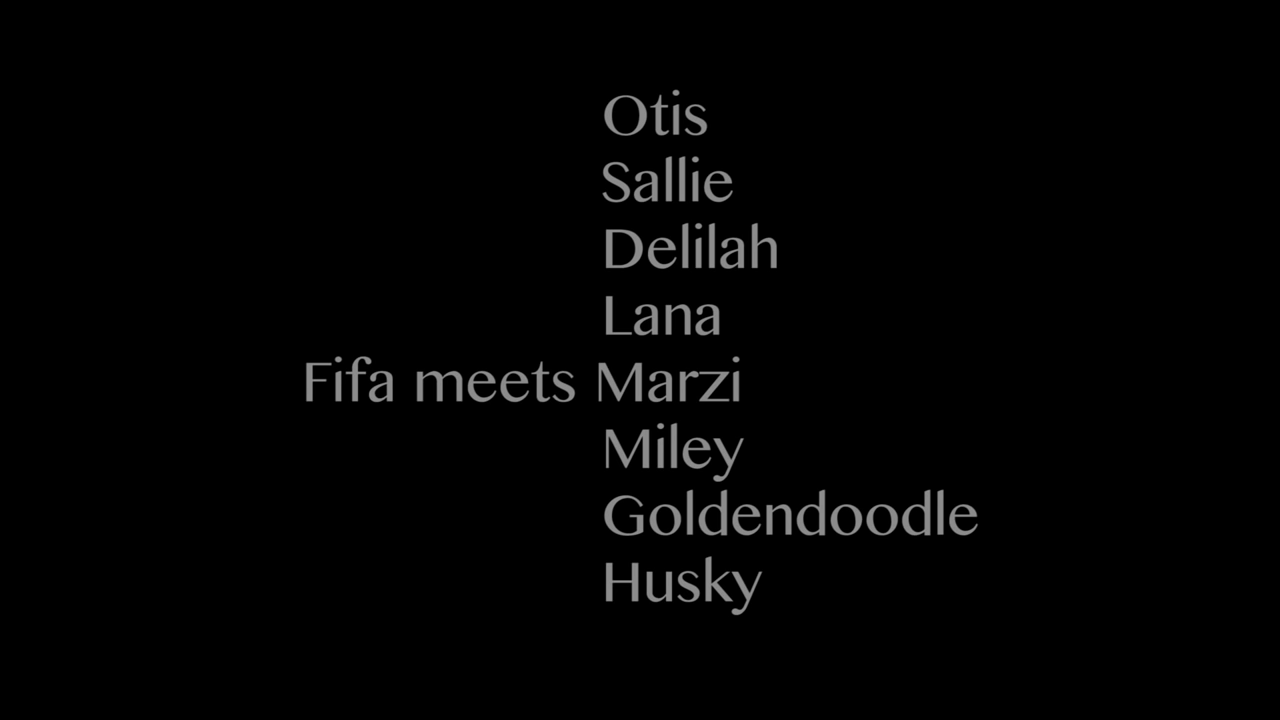 Otis
Sallie
Delilah
Lana
Fifa meets Marzi
Miley
Goldendoodle
Husky